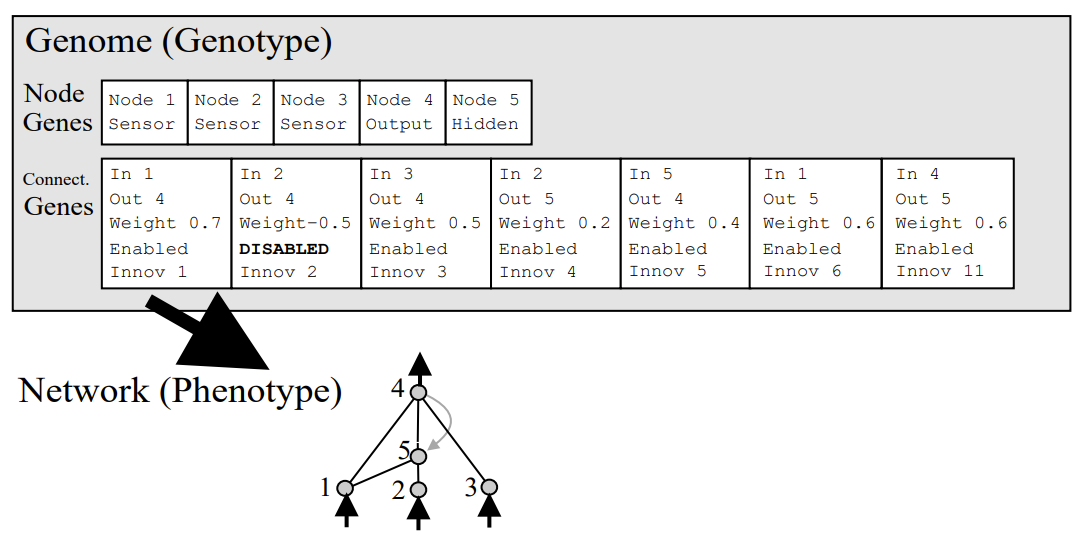 Genome (Genotype)
Node Genes
Node 1 Node 2 Node 3 Node 4 Node 5
Sensor Sensor Sensor Output Hidden
Connect. Genes
In 1 In 2 In 3 In 2 In 5 In 1 In 4
Out 4 Out 4 Out 4 Out 5 Out 4 Out 5 Out 5
Weight 0.7 Weight-0.5 Weight 0.5 Weight 0.2 Weight 0.4 Weight 0.6 Weight 0.6
Enabled DISABLED Enabled Enabled Enabled Enabled Enabled
Innov 1 Innov 2 Innov 3 Innov 4 Innov 5 Innov 6 Innov 11
Network (Phenotype)
4
5
1 2 3